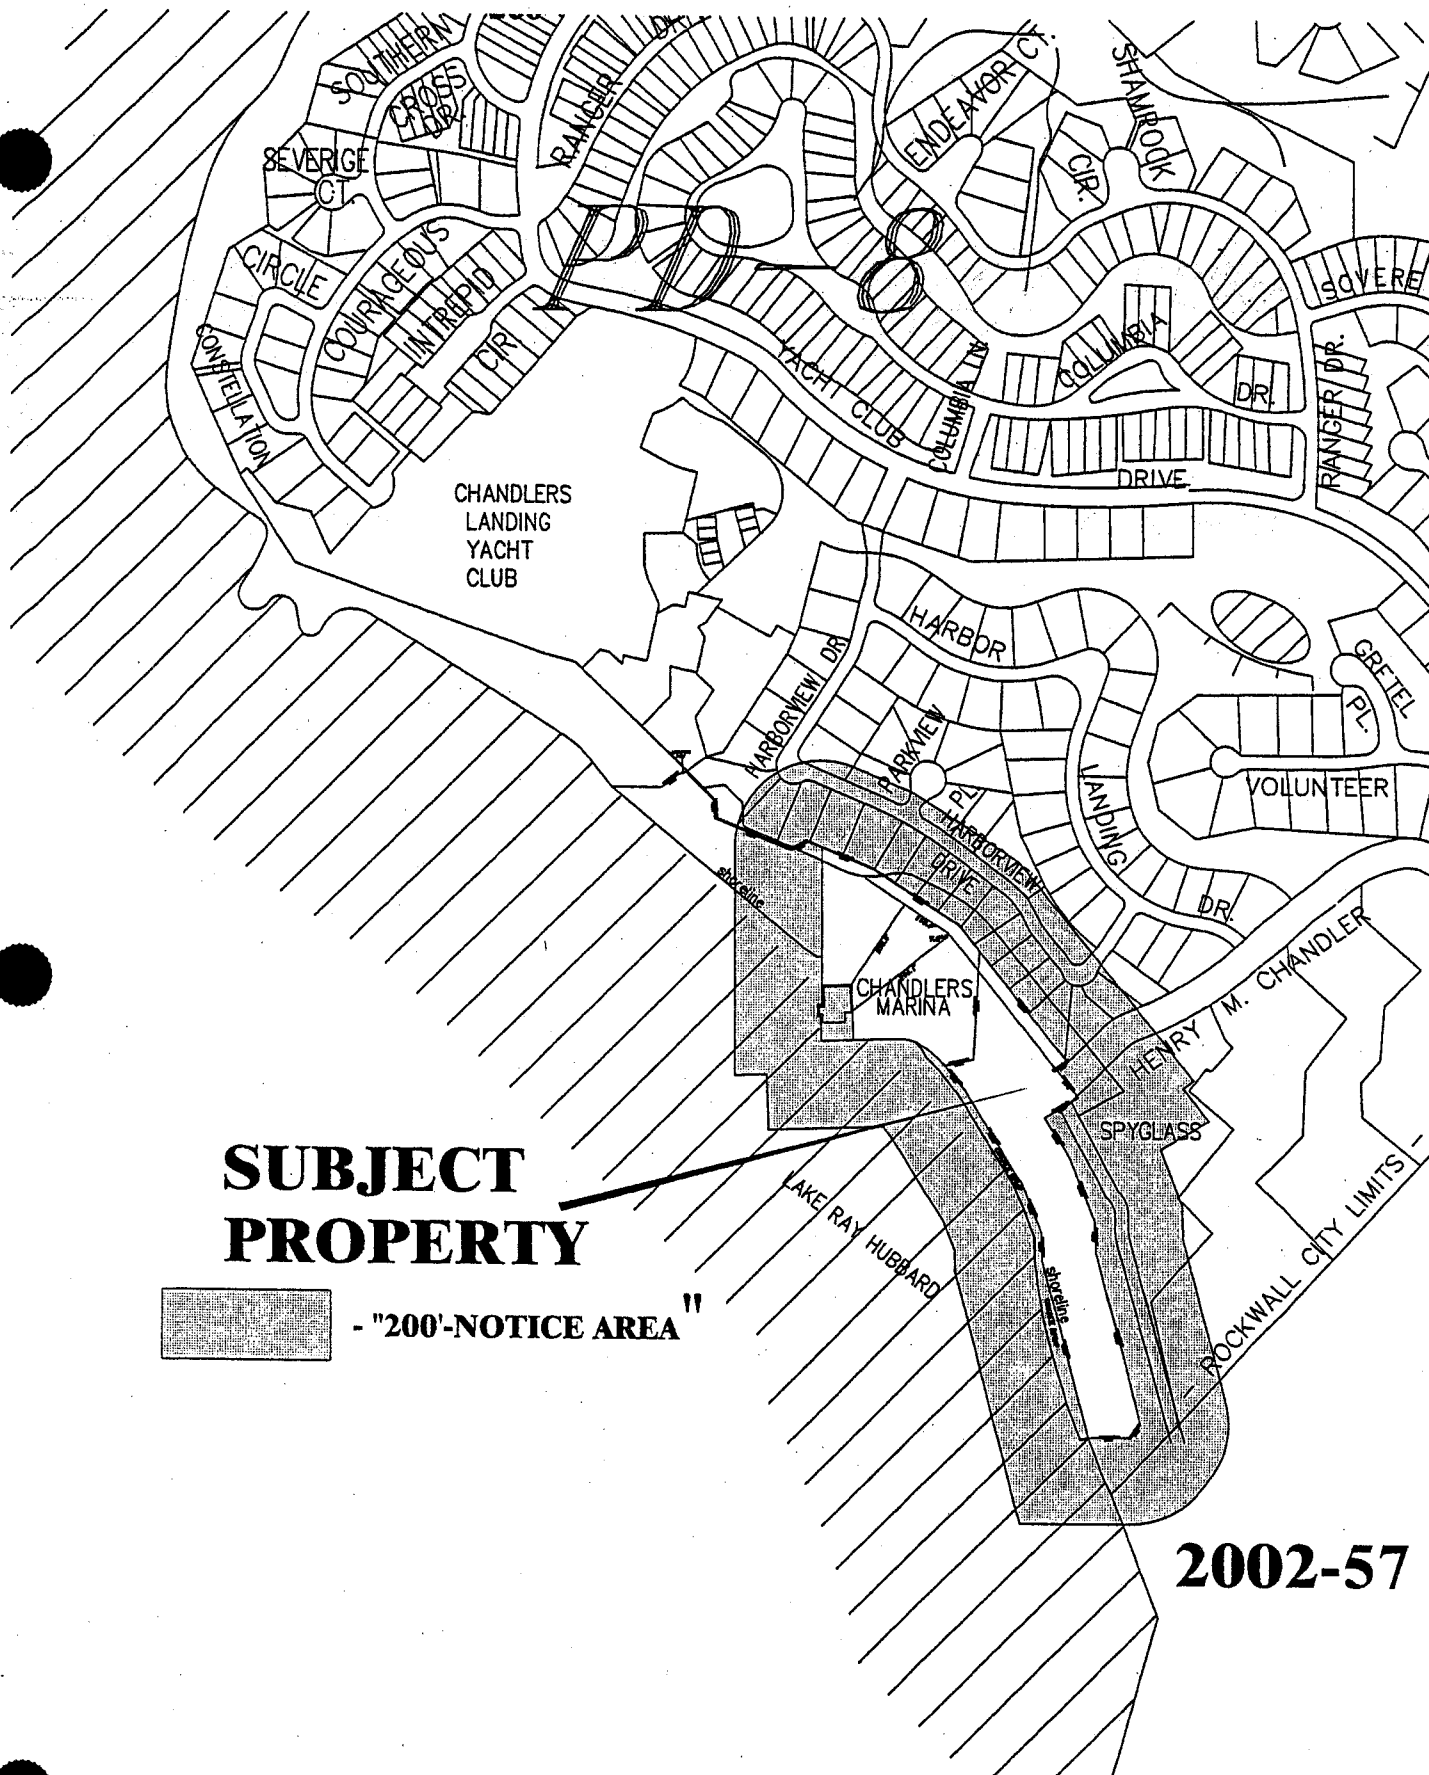 SOUTHERN
CROSS
DR.
RANGER
DR.
ENDEAVOR CT.
SHAMROCK
CIR.
SEVERIGE
CT.
CIRCLE
COURAGEOUS
INTREPID
CIR
CONSTELLATION
PD-8
SOVERE
YACHT CLUB
DRIVE
COLUMBIA LN.
COLUMBIA
DR.
RANGER DR.
CHANDLERS
LANDING
YACHT
CLUB
HARBOR
LANDING
DR.
HARBORVIEW DR
PARKVIEW
PL
GRETEL
PL.
VOLUNTEER
HARBORVIEW
DRIVE
shoreline
CHANDLERS
MARINA
HENRY M. CHANDLER
SPYGLASS
SUBJECT
PROPERTY
LAKE RAY HUBBARD
shoreline
ROCKWALL CITY LIMITS
- "200'-NOTICE AREA"
2002-57